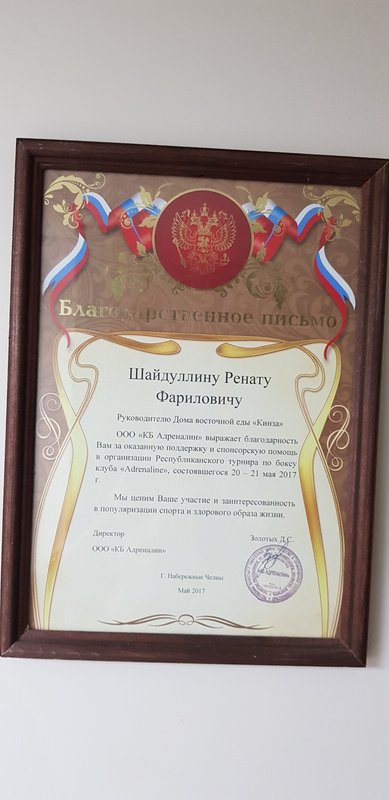 Благодарственное письмо
Шайдуллину Ренату
Фариловичу
Руководителю Дома восточной еды «Кинза»
ООО «КБ Адреналин» выражает благодарность
Вам за оказанную поддержку и спонсорскую помощь
в организации Республиканского турнира по боксу
клуба «Adrenaline», состоявшегося 20 – 21 мая 2017
г.
Мы ценим Ваше участие и заинтересованность
в популяризации спорта и здорового образа жизни.
Директор Золотых Д.С.
ООО «КБ Адреналин»
«КБ АДРЕНАЛИН»
Г. Набережные Челны
Май 2017